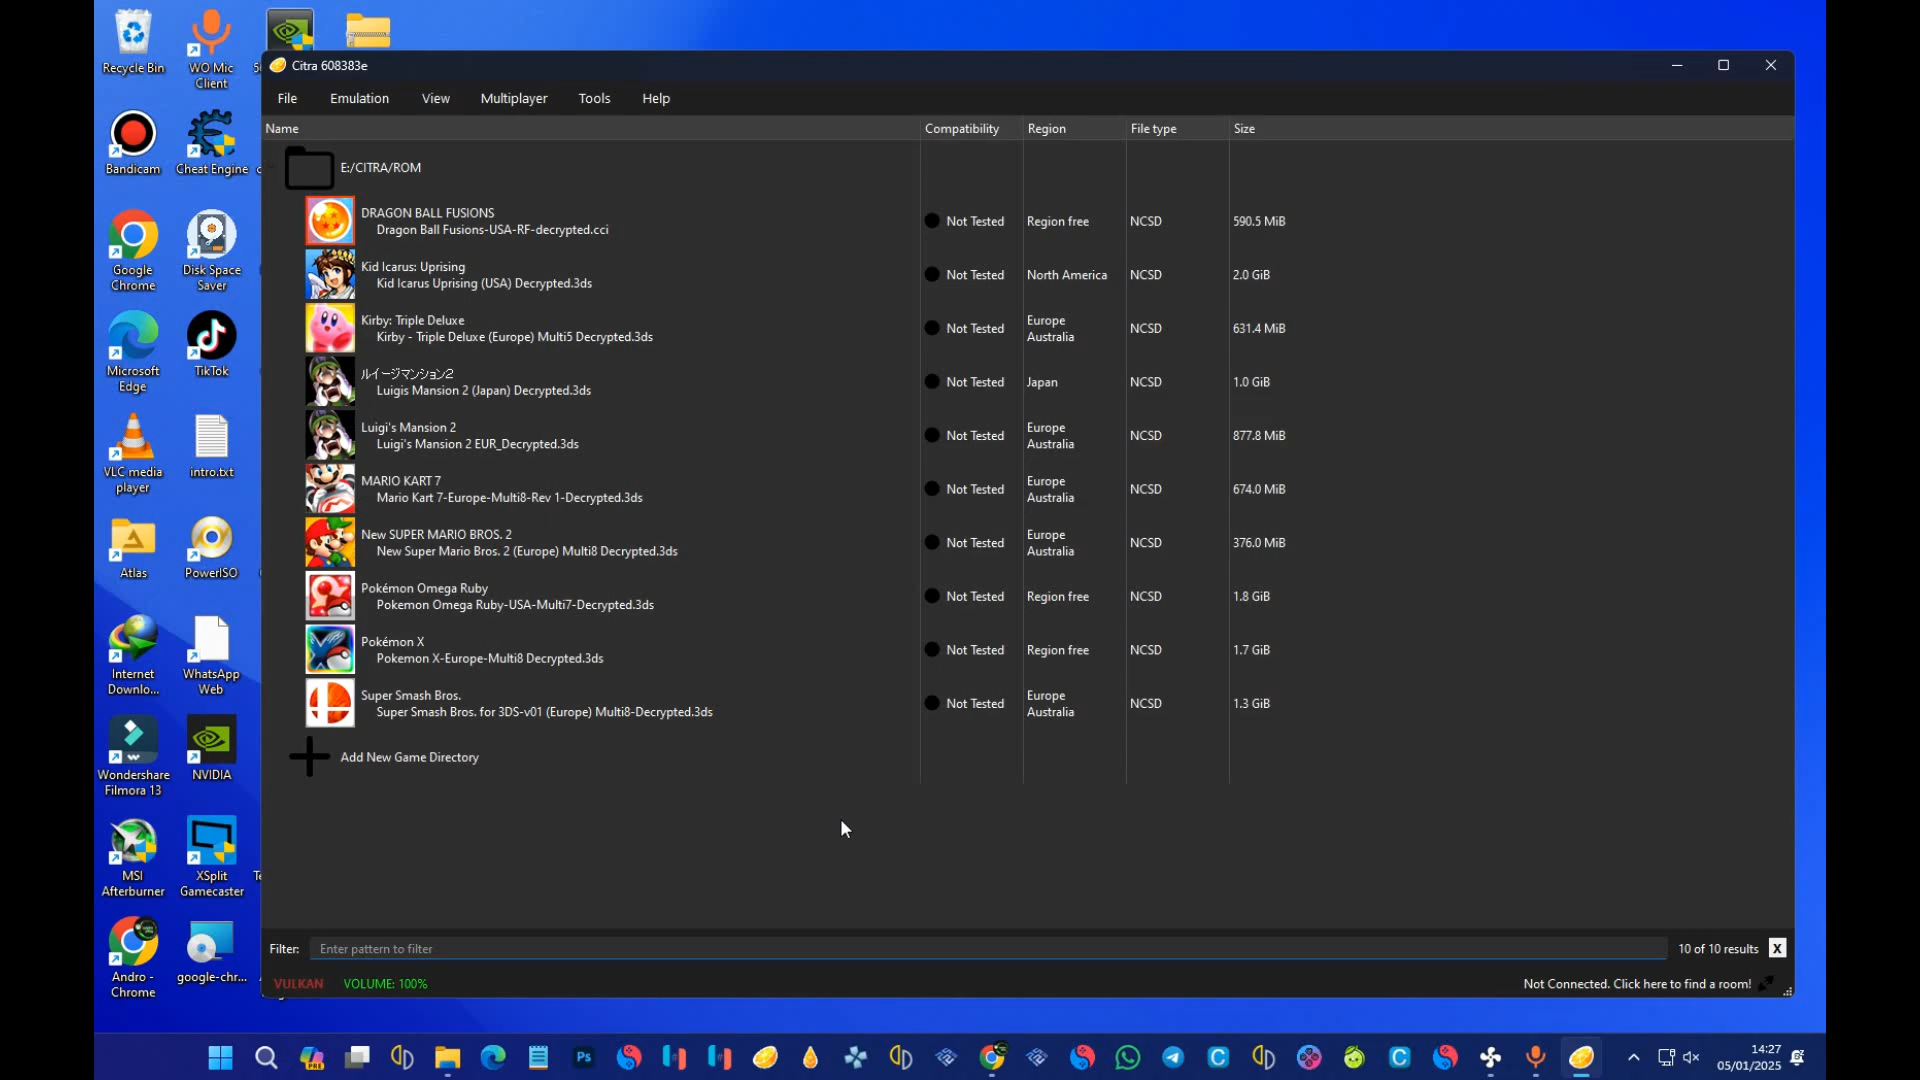 Recycle Bin
WO Mic
Client
Bandicam
Cheat Engine
Google
Chrome
Disk Space
Saver
Microsoft
Edge
TikTok
VLC media
player
intro.txt
Atlas
PowerISO
Internet
Downlo...
WhatsApp
Web
Wondershare
Filmora 13
NVIDIA
MSI
Afterburner
XSplit
Gamecaster
Andro -
Chrome
google-chr...
Citra 608383e
File Emulation View Multiplayer Tools Help
Name Compatibility Region File type Size
E:/CITRA/ROM
DRAGON BALL FUSIONS
Dragon Ball Fusions-USA-RF-decrypted.cci
Not Tested Region free NCSD 590.5 MiB
Kid Icarus: Uprising
Kid Icarus Uprising (USA) Decrypted.3ds
Not Tested North America NCSD 2.0 GiB
Kirby: Triple Deluxe
Kirby - Triple Deluxe (Europe) Multi5 Decrypted.3ds
Not Tested Europe
Australia NCSD 631.4 MiB
ルイージマンション2
Luigis Mansion 2 (Japan) Decrypted.3ds
Not Tested Japan NCSD 1.0 GiB
Luigi's Mansion 2
Luigi's Mansion 2 EUR_Decrypted.3ds
Not Tested Europe
Australia NCSD 877.8 MiB
MARIO KART 7
Mario Kart 7-Europe-Multi8-Rev 1-Decrypted.3ds
Not Tested Europe
Australia NCSD 674.0 MiB
New SUPER MARIO BROS. 2
New Super Mario Bros. 2 (Europe) Multi8 Decrypted.3ds
Not Tested Europe
Australia NCSD 376.0 MiB
Pokémon Omega Ruby
Pokemon Omega Ruby-USA-Multi7-Decrypted.3ds
Not Tested Region free NCSD 1.8 GiB
Pokémon X
Pokemon X-Europe-Multi8 Decrypted.3ds
Not Tested Region free NCSD 1.7 GiB
Super Smash Bros.
Super Smash Bros. for 3DS-v01 (Europe) Multi8-Decrypted.3ds
Not Tested Europe
Australia NCSD 1.3 GiB
Add New Game Directory
Filter: Enter pattern to filter 10 of 10 results X
VULKAN VOLUME: 100% Not Connected. Click here to find a room!
PRE
Ps
14:27
05/01/2025